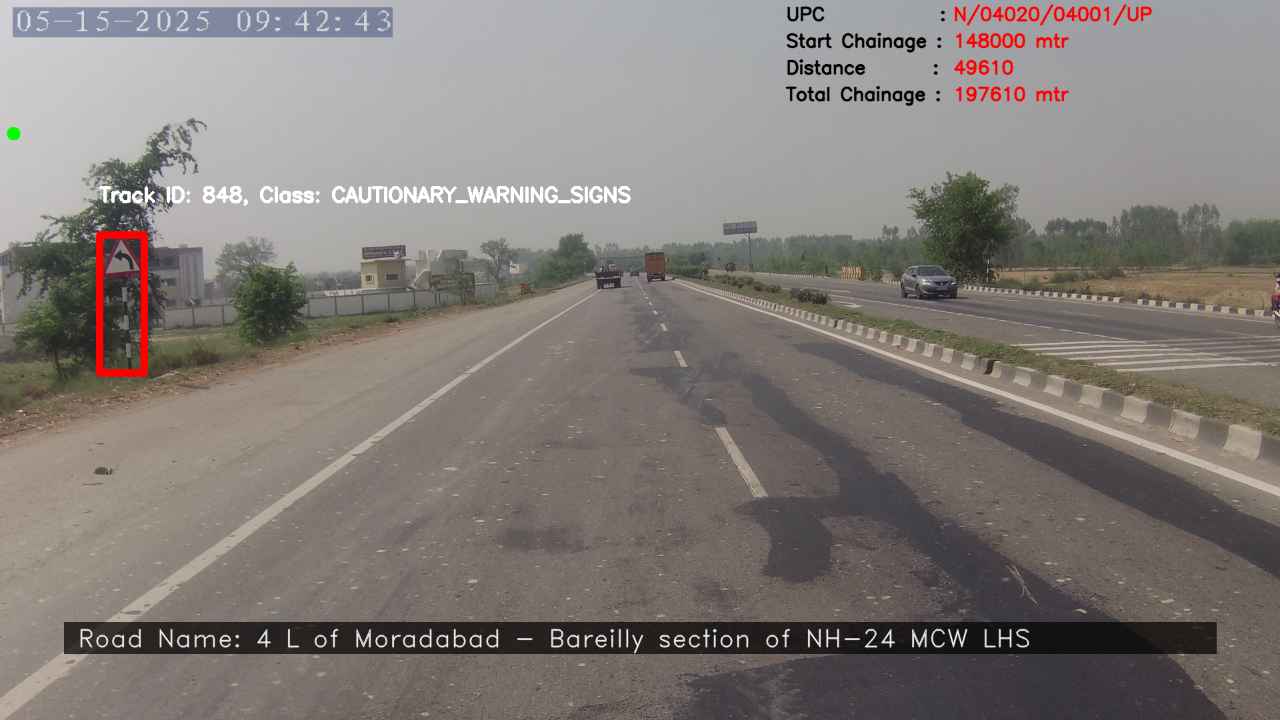 05-15-2025 09:42:43
UPC : N/04020/04001/UP
Start Chainage : 148000 mtr
Distance : 49610
Total Chainage : 197610 mtr
Track ID: 848, Class: CAUTIONARY_WARNING_SIGNS
Road Name: 4 L of Moradabad - Bareilly section of NH-24 MCW LHS